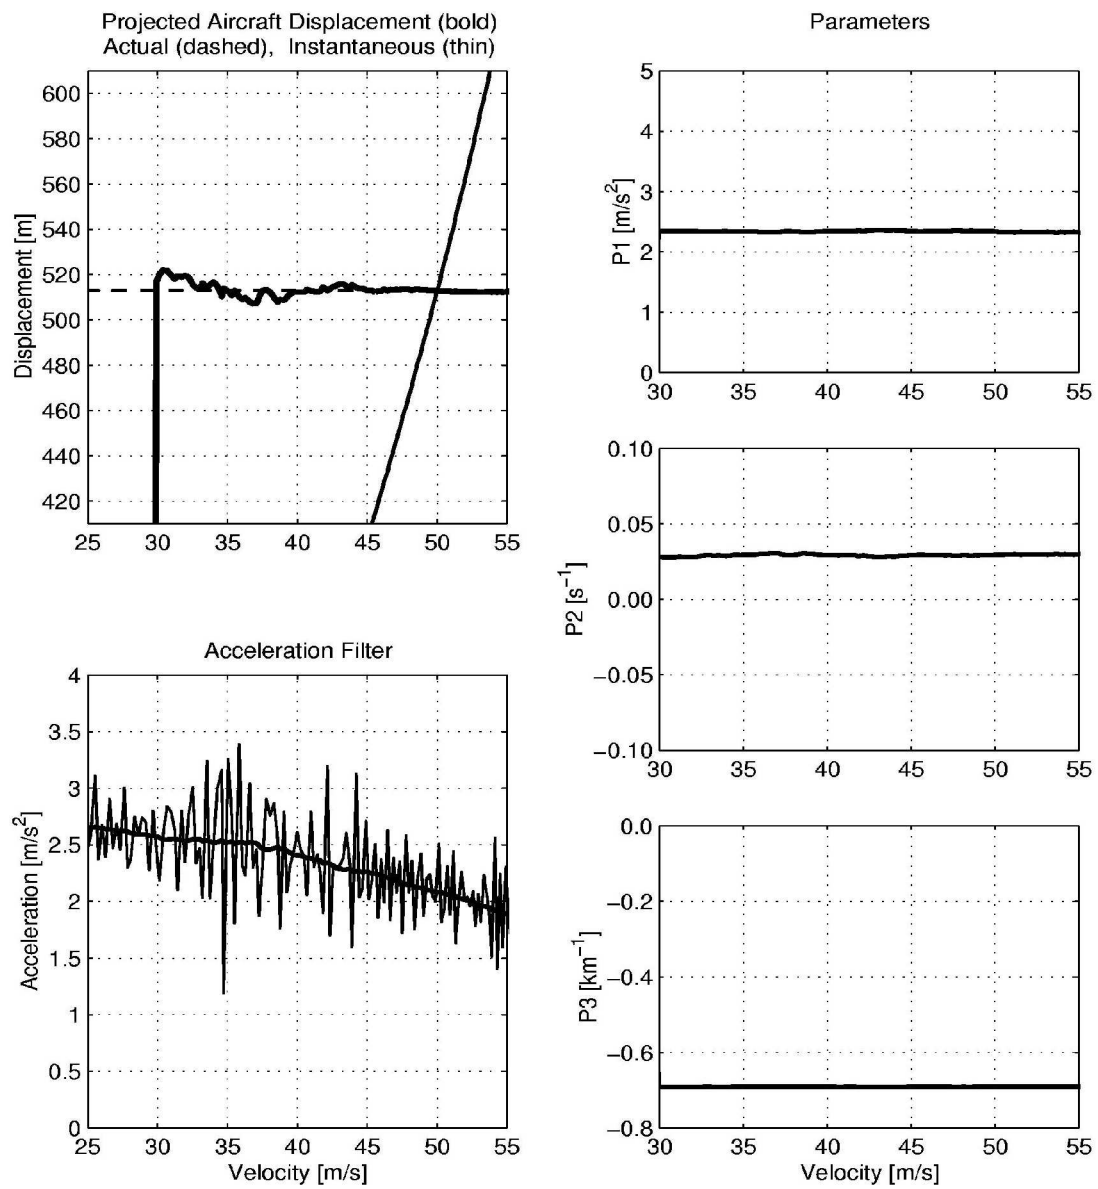 Projected Aircraft Displacement (bold)
Actual (dashed),  Instantaneous (thin)
600
580
560
540
520
500
480
460
440
420
Displacement [m]
25 30 35 40 45 50 55
Acceleration Filter
4
3.5
3
2.5
2
1.5
1
0.5
0
Acceleration [m/s²]
25 30 35 40 45 50 55
Velocity [m/s]
Parameters
5
4
3
2
1
0
P1 [m/s²]
30 35 40 45 50 55
0.10
0.05
0.00
−0.05
−0.10
P2 [s⁻¹]
30 35 40 45 50 55
0.0
−0.2
−0.4
−0.6
−0.8
P3 [km⁻¹]
30 35 40 45 50 55
Velocity [m/s]